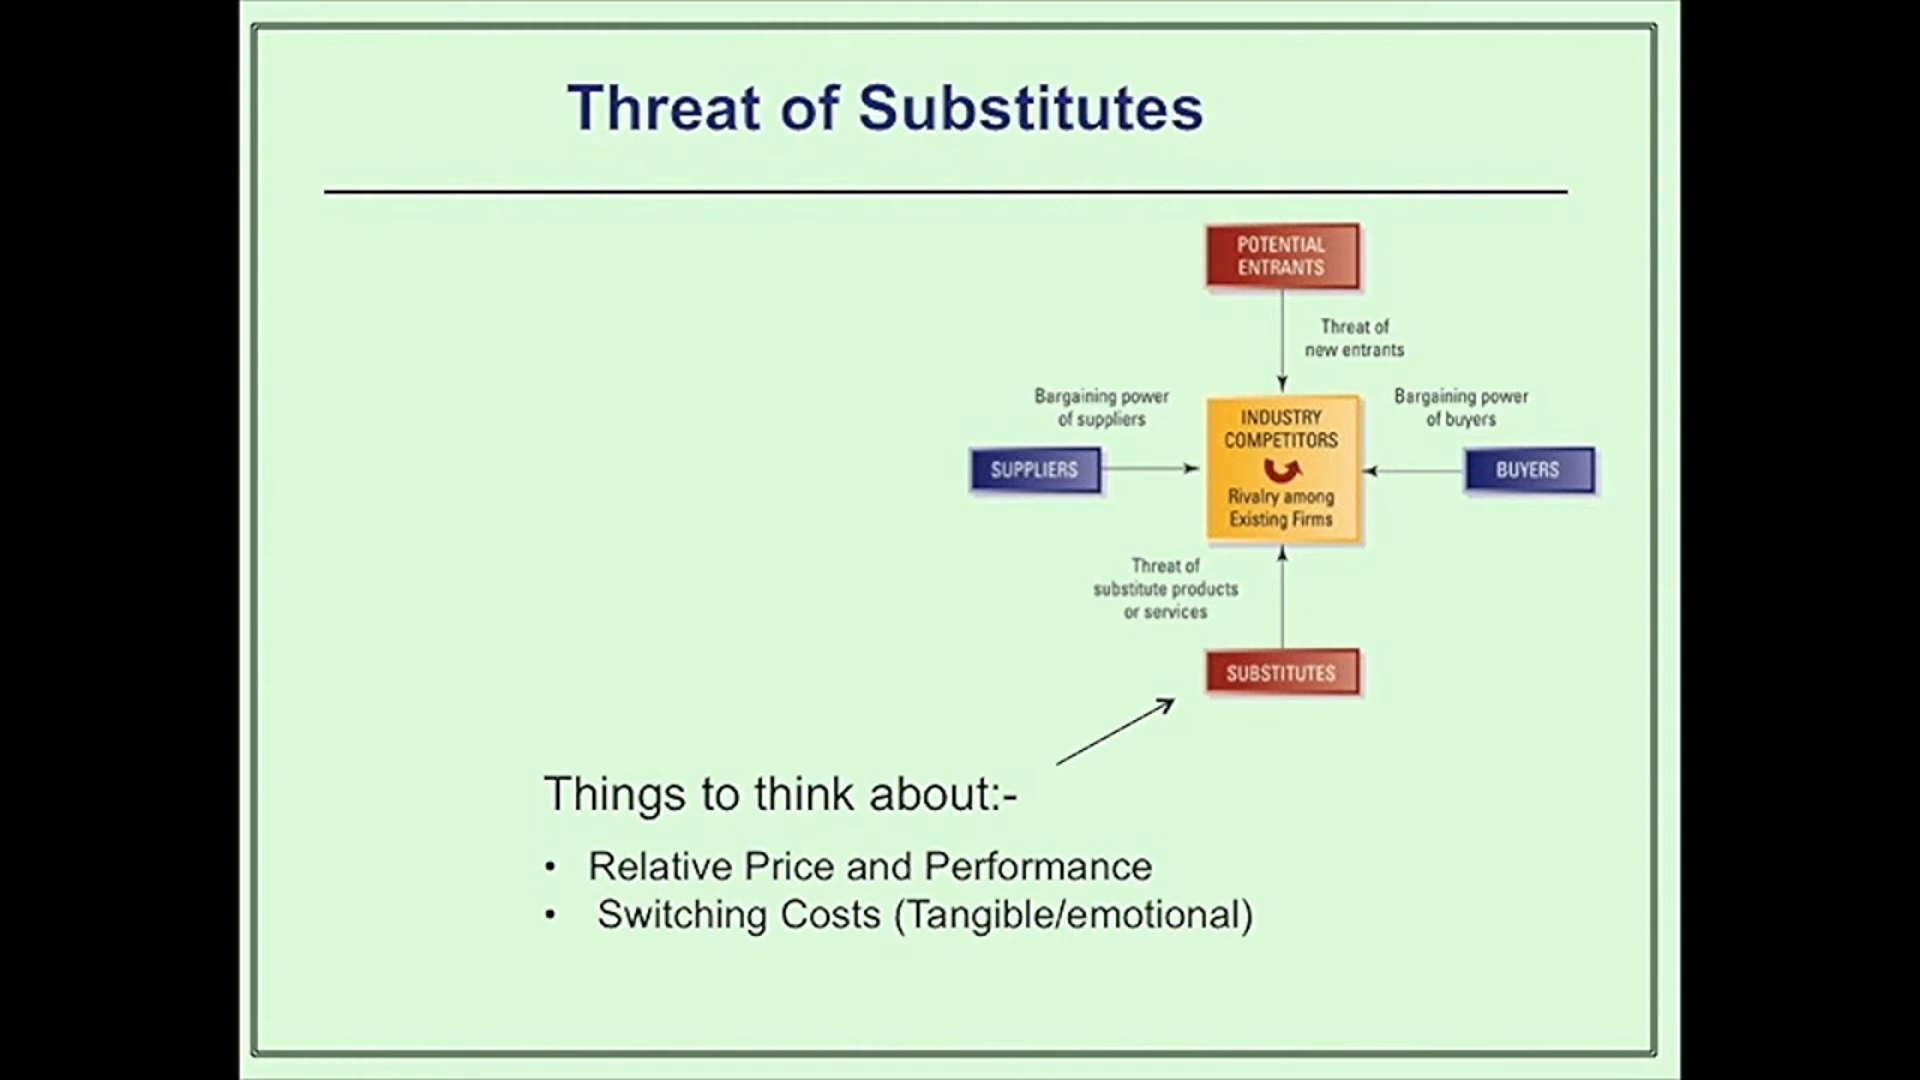 Threat of Substitutes
POTENTIAL
ENTRANTS
Threat of
new entrants
Bargaining power
of suppliers
Bargaining power
of buyers
SUPPLIERS
INDUSTRY
COMPETITORS
Rivalry among
Existing Firms
BUYERS
Threat of
substitute products
or services
SUBSTITUTES
Things to think about:-
• Relative Price and Performance
• Switching Costs (Tangible/emotional)